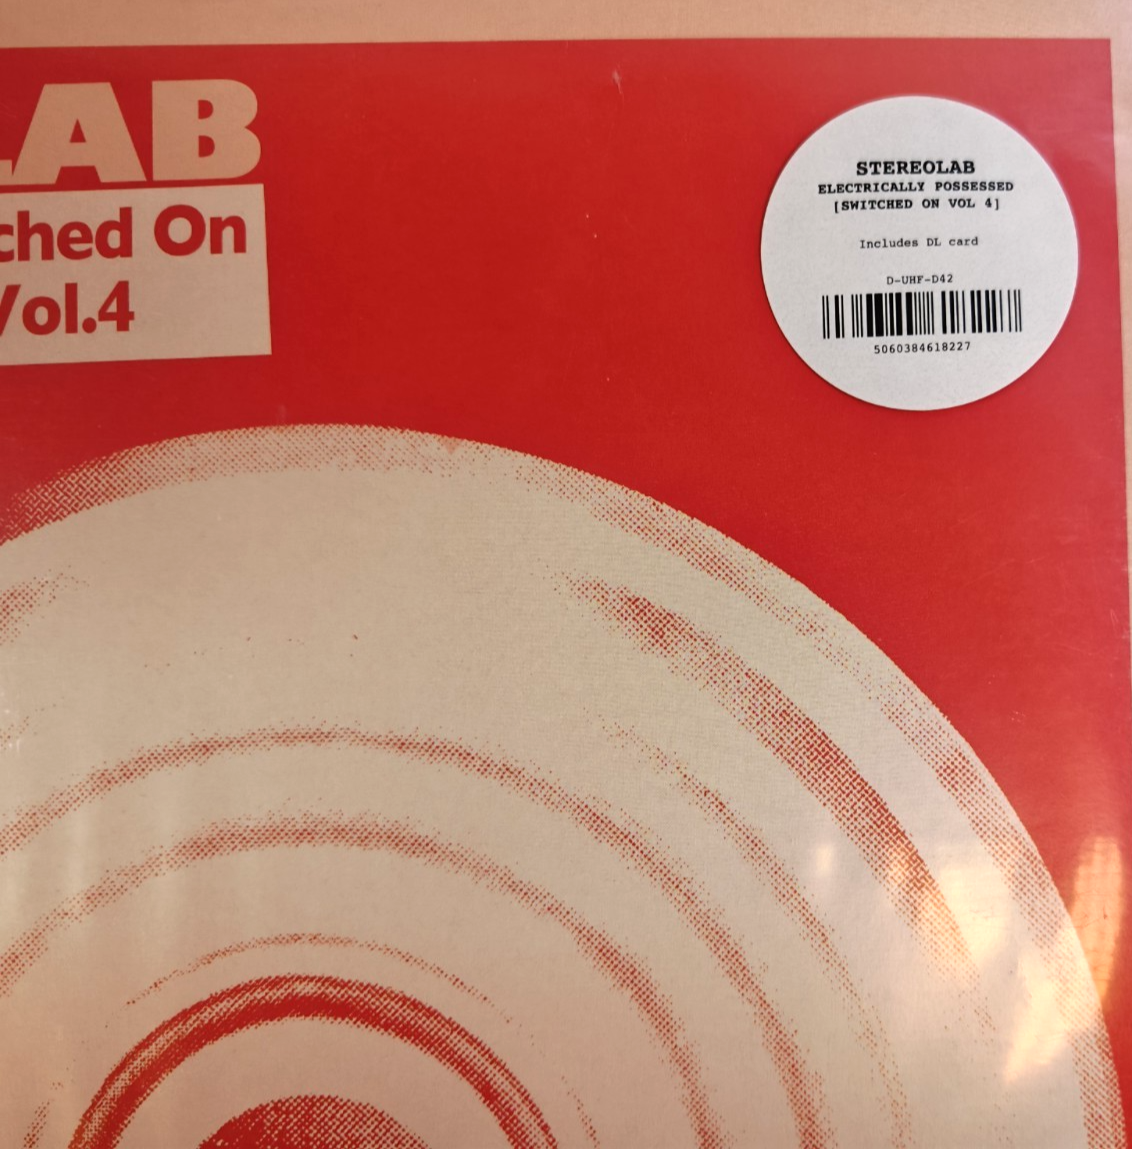 LAB
ched On
Vol.4
STEREOLAB
ELECTRICALLY POSSESSED
[SWITCHED ON VOL 4]
Includes DL card
D-UHF-D42
5060384618227